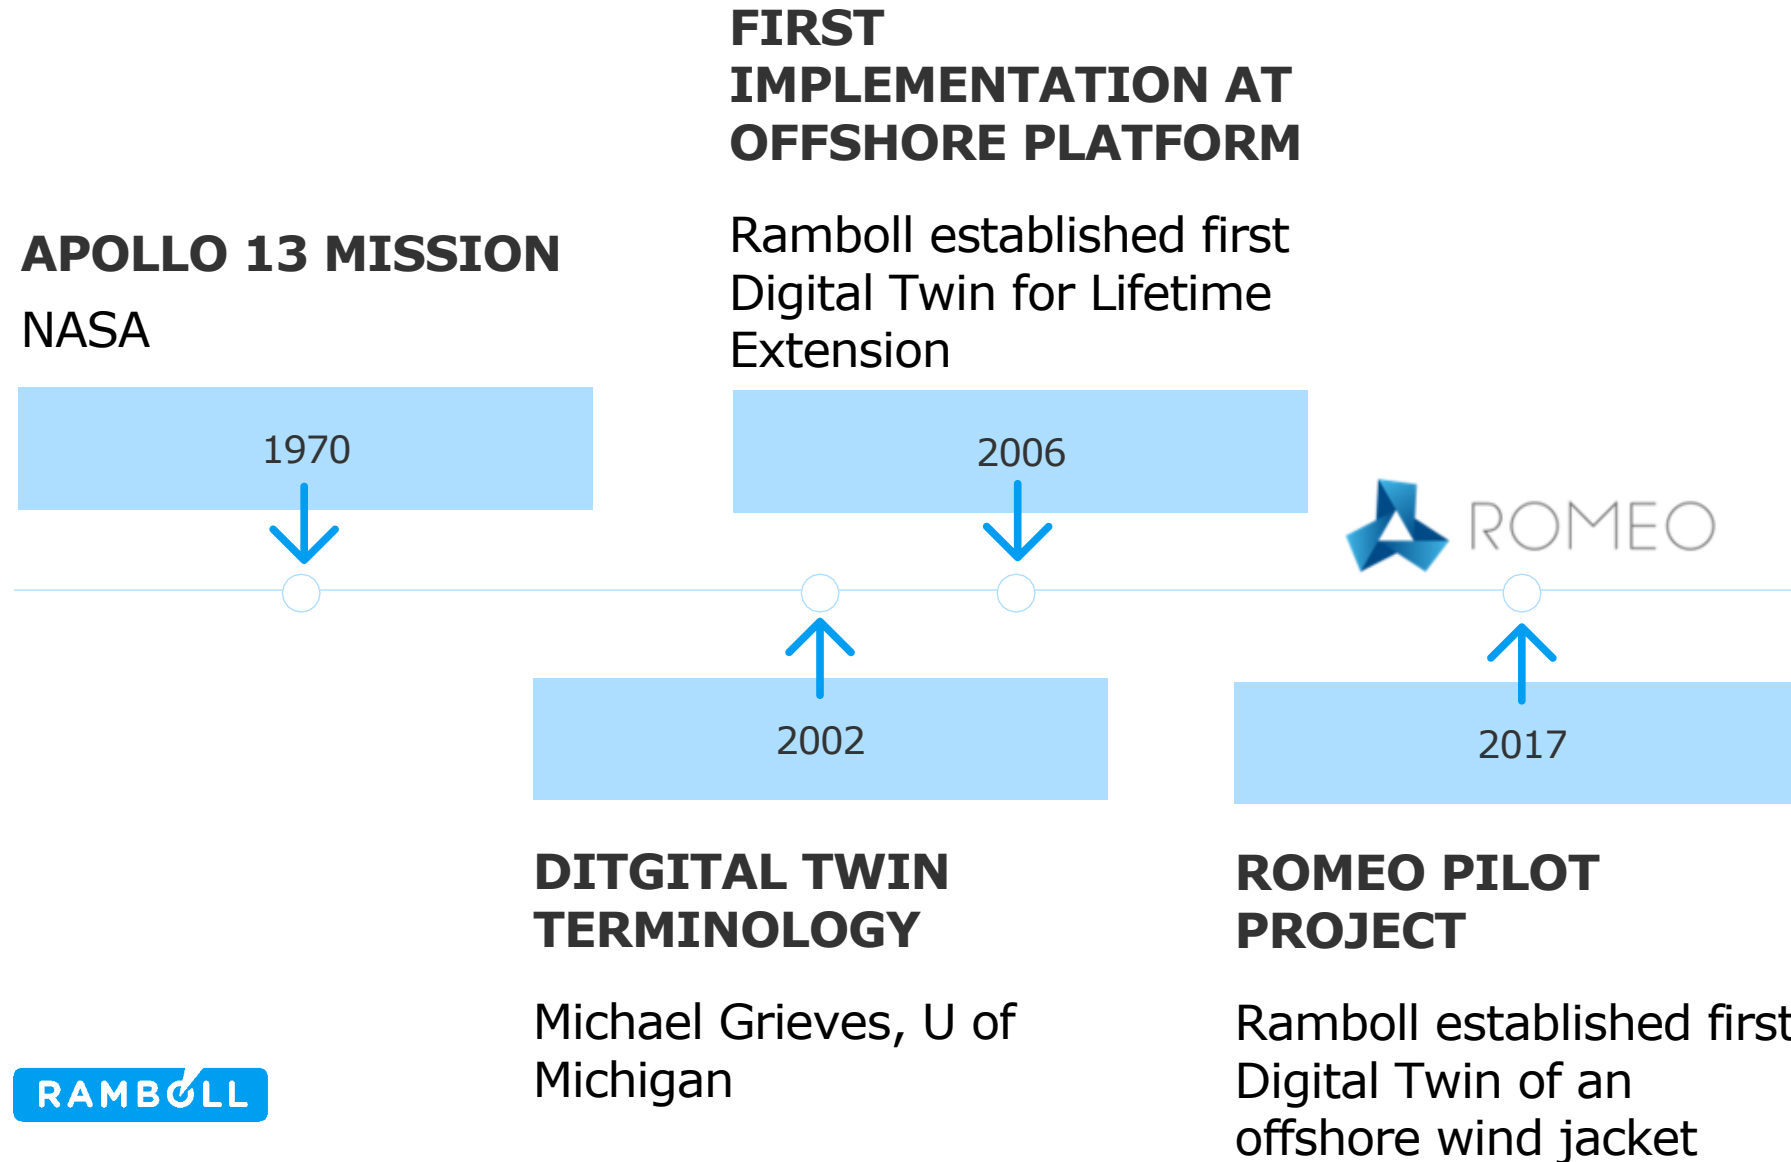 FIRST
IMPLEMENTATION AT
OFFSHORE PLATFORM
Ramboll established first
Digital Twin for Lifetime
Extension
APOLLO 13 MISSION
NASA
1970
2006
ROMEO
2002
2017
DITGITAL TWIN
TERMINOLOGY
Michael Grieves, U of
Michigan
ROMEO PILOT
PROJECT
Ramboll established first
Digital Twin of an
offshore wind jacket
RAMBOLL